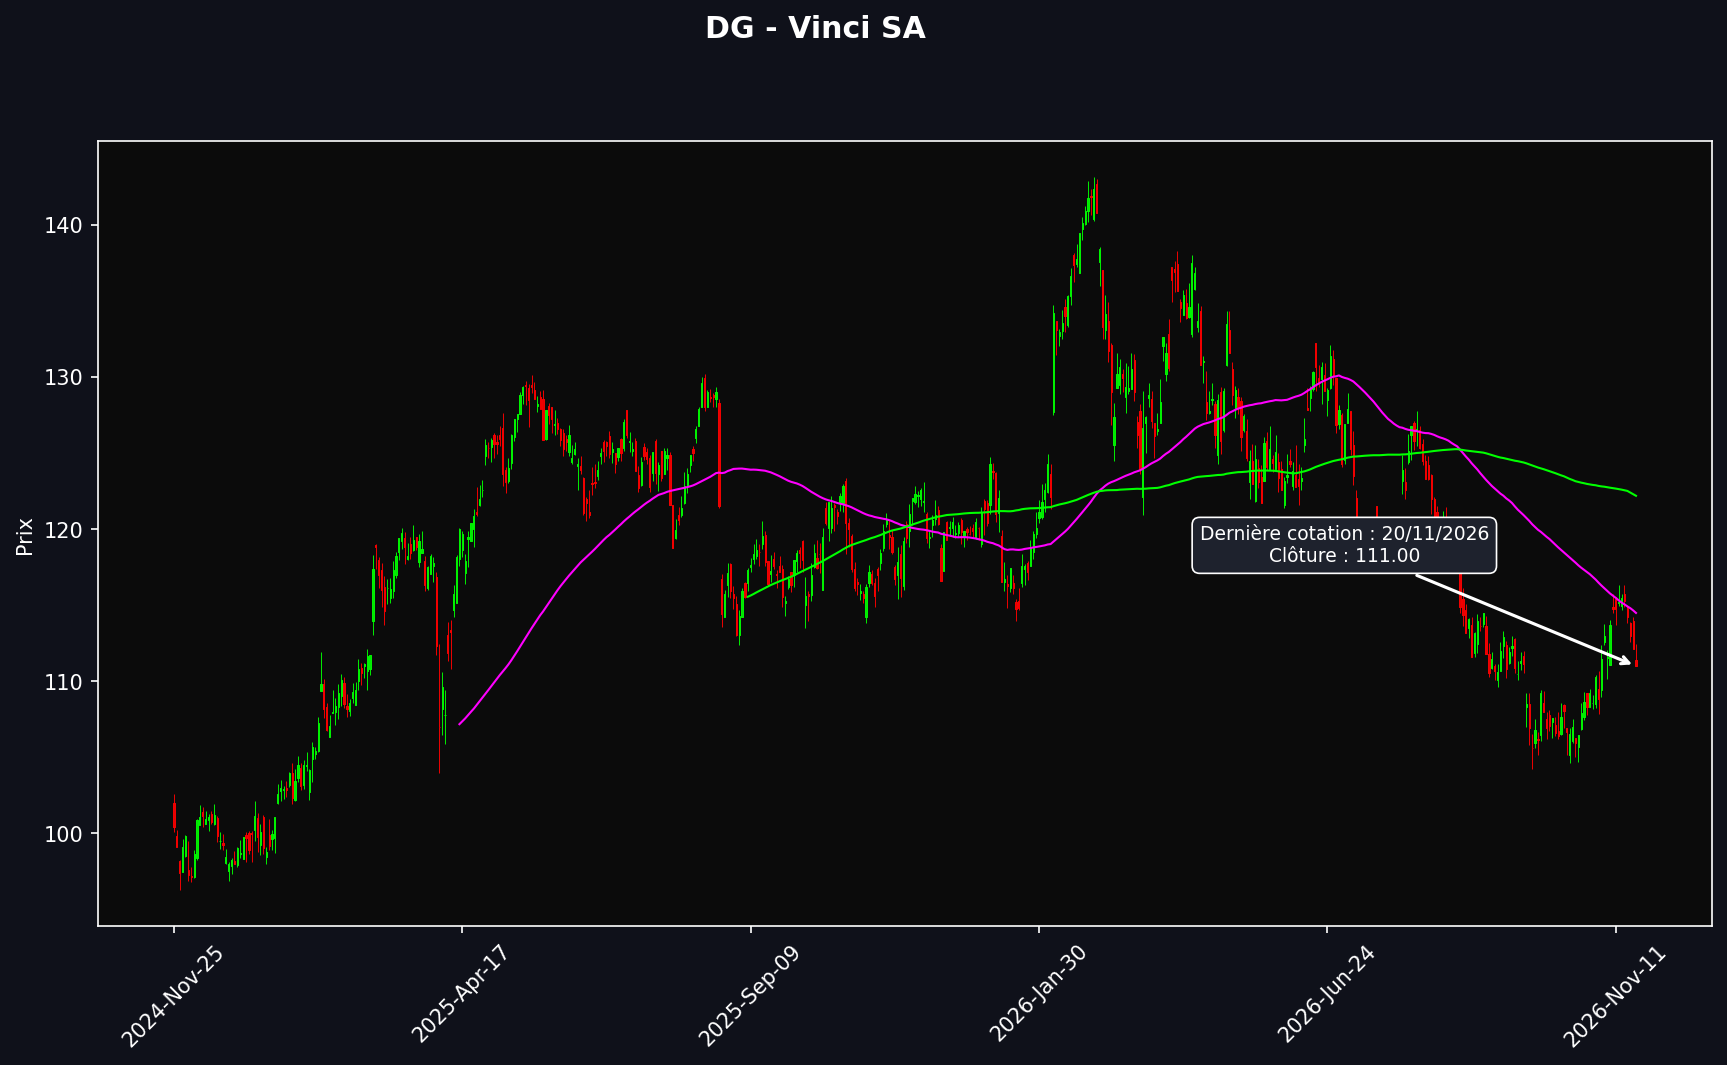 DG - Vinci SA
Prix
140
130
120
110
100
Dernière cotation : 20/11/2026
Clôture : 111.00
2024-Nov-25
2025-Apr-17
2025-Sep-09
2026-Jan-30
2026-Jun-24
2026-Nov-11